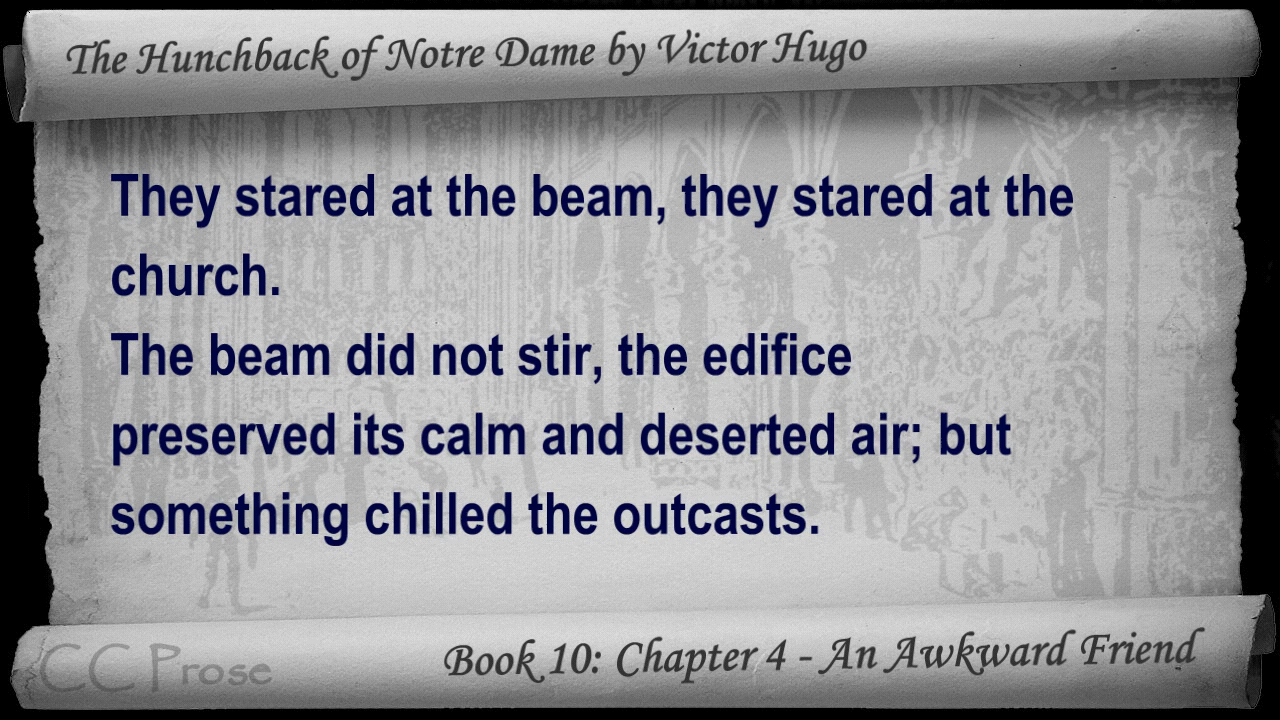 The Hunchback of Notre Dame by Victor Hugo
They stared at the beam, they stared at the
church.
The beam did not stir, the edifice
preserved its calm and deserted air; but
something chilled the outcasts.
CC Prose
Book 10: Chapter 4 - An Awkward Friend